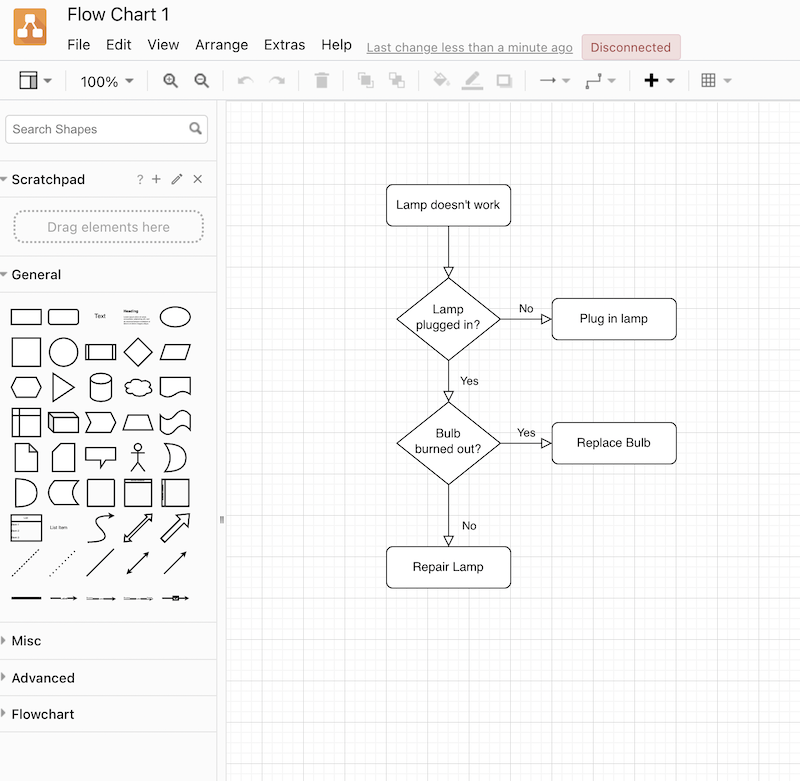 Flow Chart 1
File Edit View Arrange Extras Help Last change less than a minute ago Disconnected
100%
Search Shapes
Scratchpad ?
Drag elements here
General
Text
Heading
List Item
Misc
Advanced
Flowchart
Lamp doesn't work
Lamp
plugged in?
No
Plug in lamp
Yes
Bulb
burned out?
Yes
Replace Bulb
No
Repair Lamp